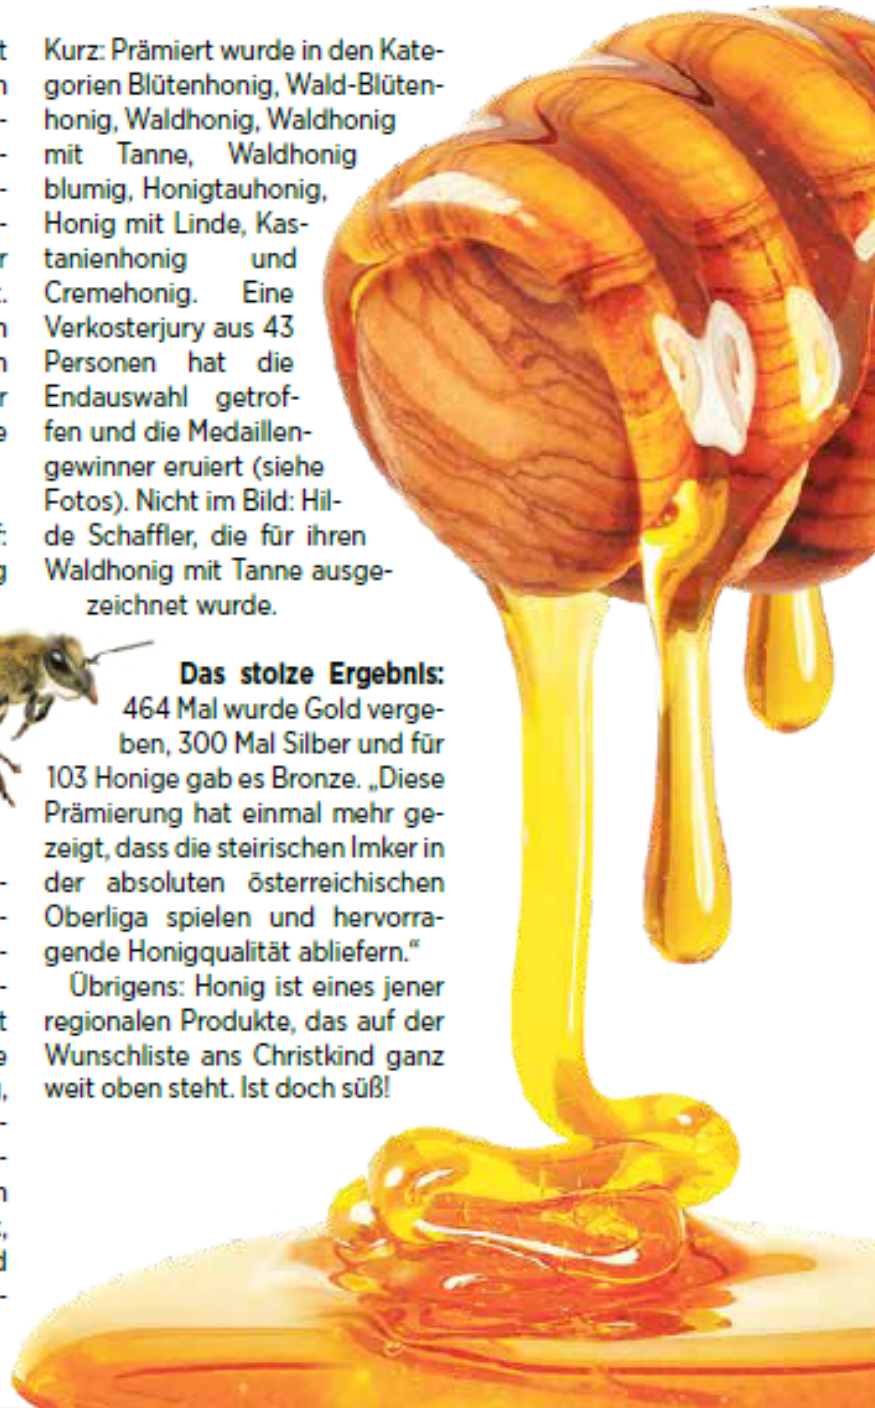 Kurz: Prämiert wurde in den Kate-
gorien Blütenhonig, Wald-Blüten-
honig, Waldhonig, Waldhonig
mit Tanne, Waldhonig
blumig, Honigtauhonig,
Honig mit Linde, Kas-
tanienhonig und
Cremehonig. Eine
Verkosterjury aus 43
Personen hat die
Endauswahl getrof-
fen und die Medaillen-
gewinner eruiert (siehe
Fotos). Nicht im Bild: Hil-
de Schaffler, die für ihren
Waldhonig mit Tanne ausge-
zeichnet wurde.
Das stolze Ergebnis:
464 Mal wurde Gold verge-
ben, 300 Mal Silber und für
103 Honige gab es Bronze. „Diese
Prämierung hat einmal mehr ge-
zeigt, dass die steirischen Imker in
der absoluten österreichischen
Oberliga spielen und hervorra-
gende Honigqualität abliefern.“
Übrigens: Honig ist eines jener
regionalen Produkte, das auf der
Wunschliste ans Christkind ganz
weit oben steht. Ist doch süß!